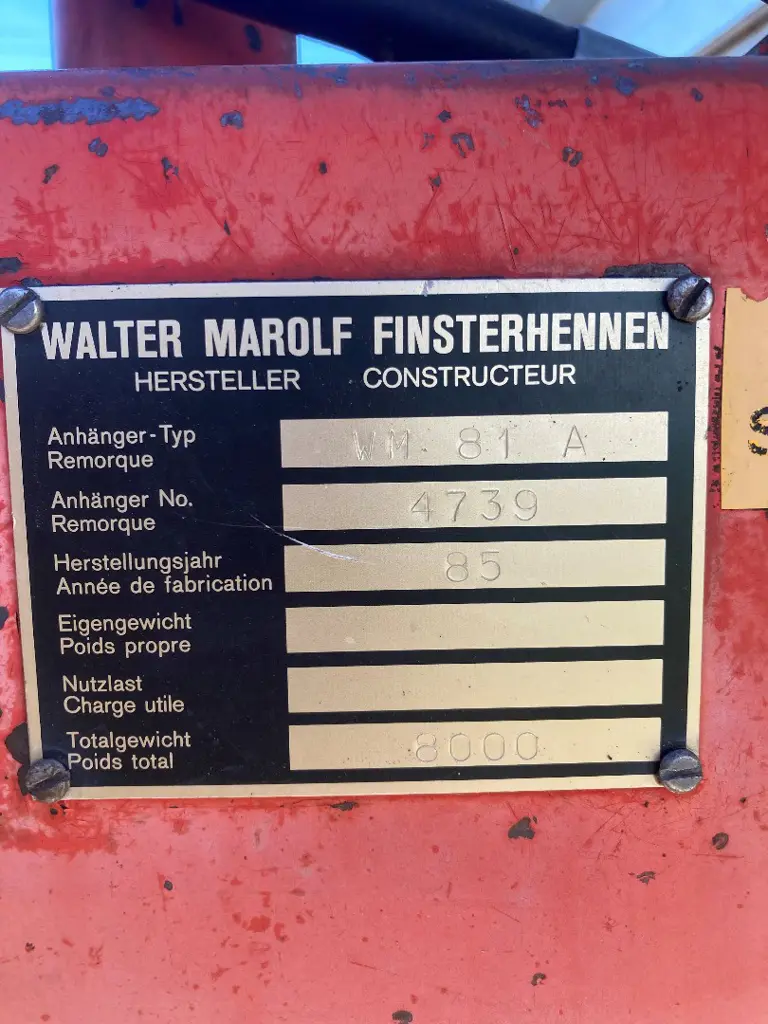 WALTER MAROLF FINSTERHENNEN
HERSTELLER CONSTRUCTEUR
Anhänger-Typ
Remorque
WM 81 A
Anhänger No.
Remorque
4739
Herstellungsjahr
Année de fabrication
85
Eigengewicht
Poids propre
Nutzlast
Charge utile
Totalgewicht
Poids total
8000